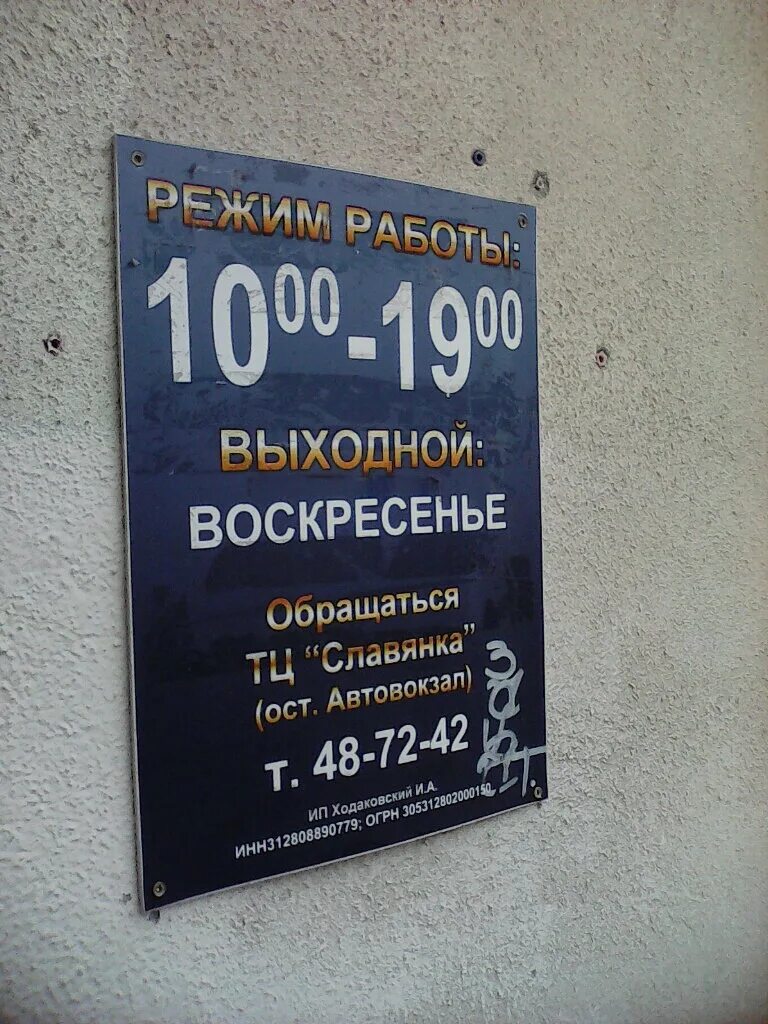 РЕЖИМ РАБОТЫ:
10⁰⁰-19⁰⁰
ВЫХОДНОЙ:
ВОСКРЕСЕНЬЕ
Обращаться
ТЦ “Славянка”
(ост. Автовокзал)
т. 48-72-42
ИП Ходаковский И.А.
ИНН312808890779; ОГРН 305312802000150